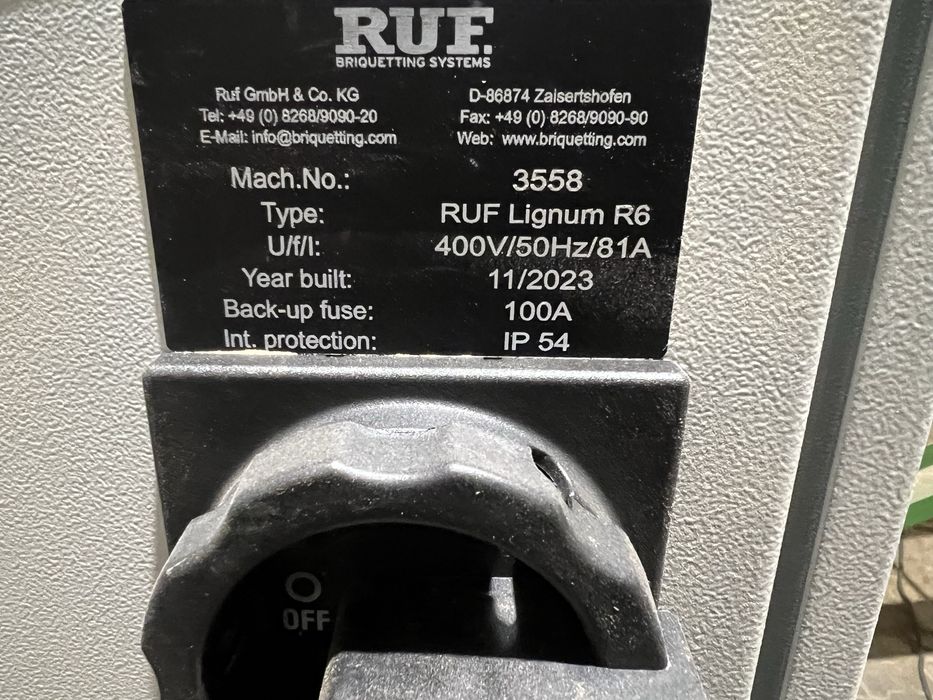 RUF.
BRIQUETTING SYSTEMS
Ruf GmbH & Co. KG D-86874 Zaisertshofen
Tel: +49 (0) 8268/9090-20 Fax: +49 (0) 8268/9090-90
E-Mail: info@briquetting.com Web: www.briquetting.com
Mach.No.: 3558
Type: RUF Lignum R6
U/f/I: 400V/50Hz/81A
Year built: 11/2023
Back-up fuse: 100A
Int. protection: IP 54
O
OFF